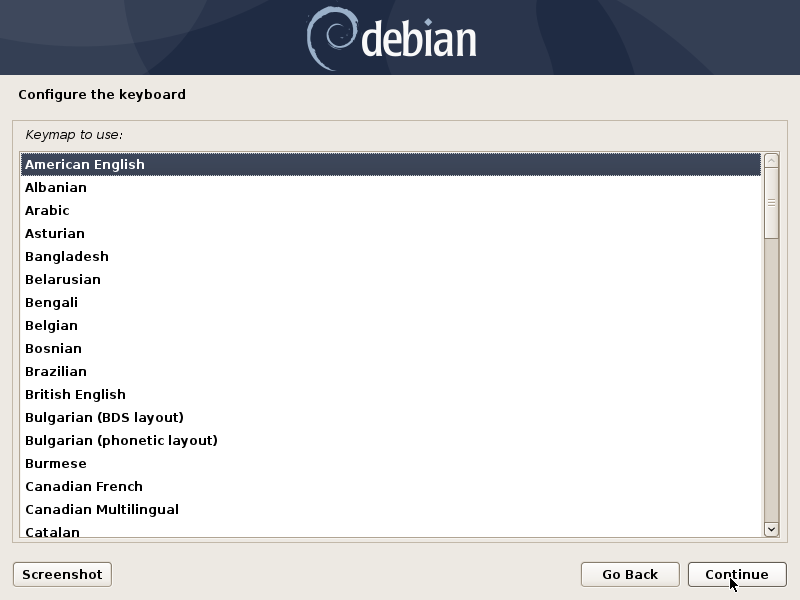 debian
Configure the keyboard
Keymap to use:
American English
Albanian
Arabic
Asturian
Bangladesh
Belarusian
Bengali
Belgian
Bosnian
Brazilian
British English
Bulgarian (BDS layout)
Bulgarian (phonetic layout)
Burmese
Canadian French
Canadian Multilingual
Catalan
Screenshot
Go Back
Continue